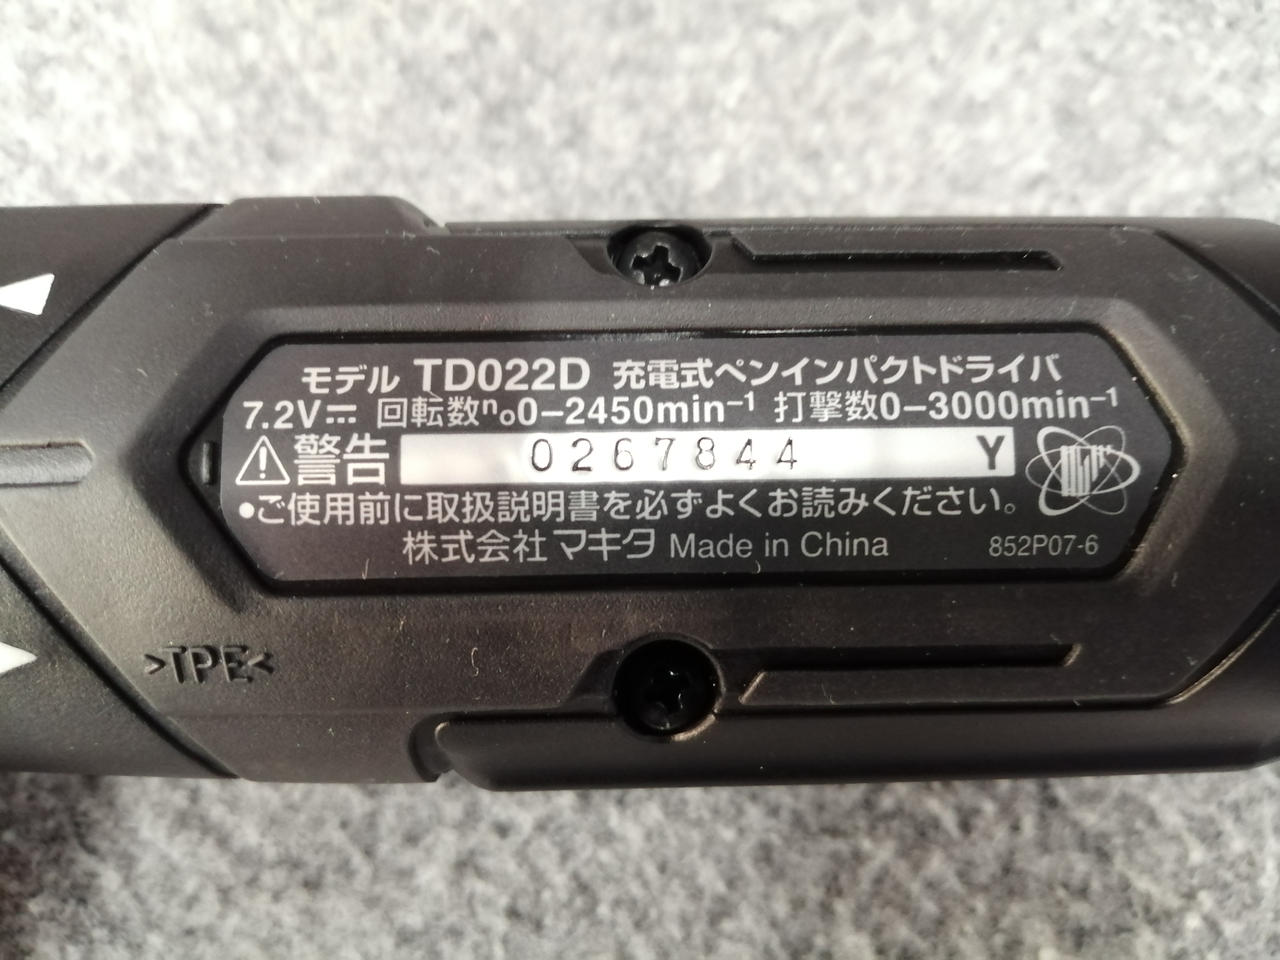 モデル TD022D 充電式ペンインパクトドライバ
7.2V⎓ 回転数n₀0−2450min⁻¹ 打撃数0−3000min⁻¹
⚠警告 0267844 Y
●ご使用前に取扱説明書を必ずよくお読みください。
株式会社マキタ Made in China 852P07-6
>TPE<